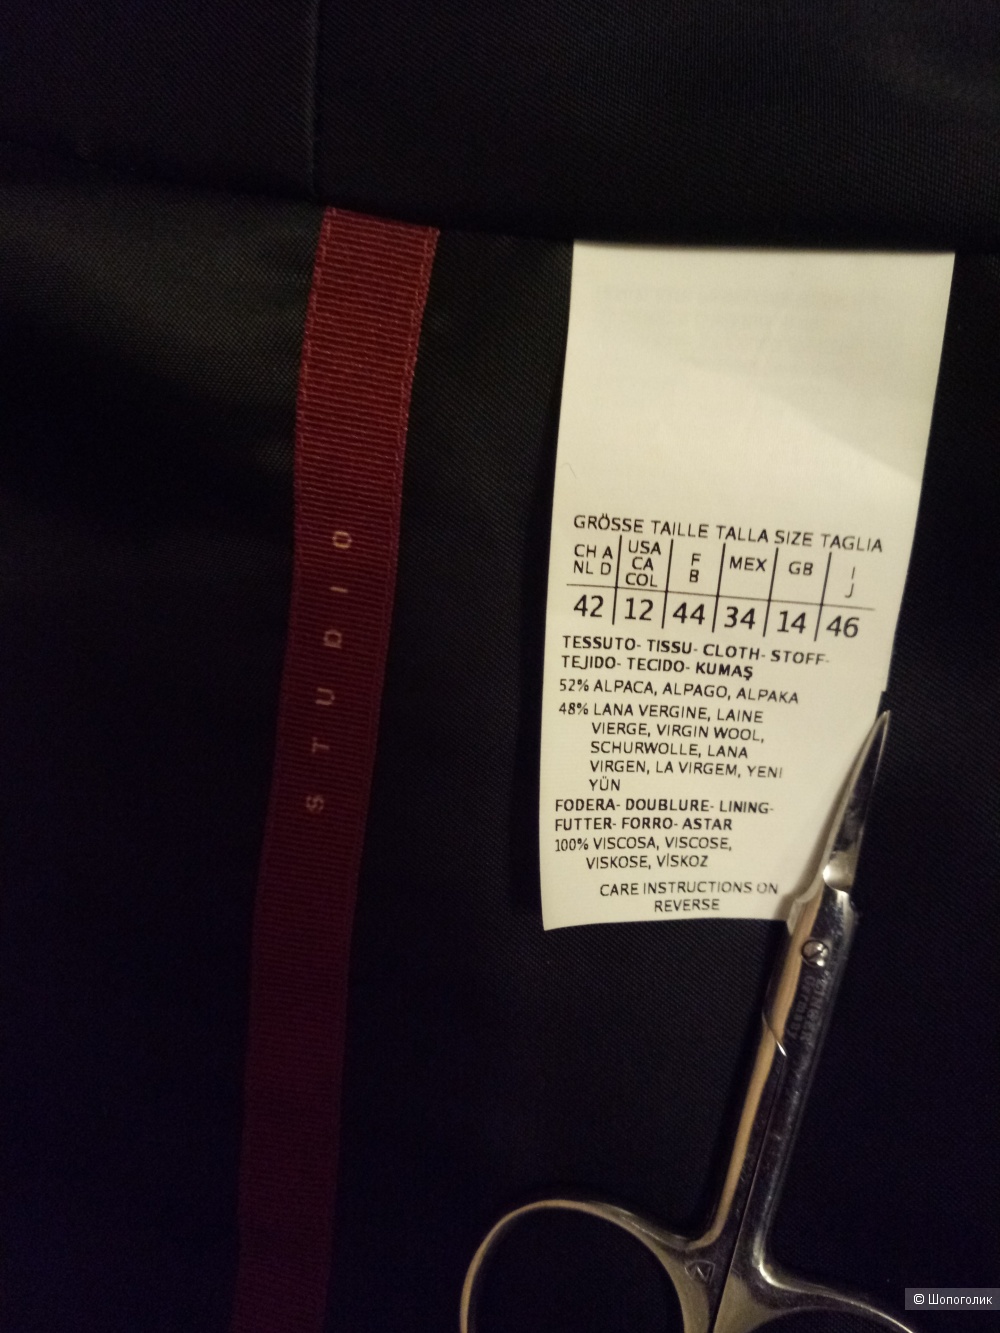 STUDIO
GRÖSSE TAILLE TALLA SIZE TAGLIA
CH A NL D | USA CA COL | F B | MEX | GB | I J
42 | 12 | 44 | 34 | 14 | 46
TESSUTO- TISSU- CLOTH- STOFF-
TEJIDO- TECIDO- KUMAŞ
52% ALPACA, ALPAGO, ALPAKA
48% LANA VERGINE, LAINE
VIERGE, VIRGIN WOOL,
SCHURWOLLE, LANA
VIRGEN, LA VIRGEM, YENI
YÜN
FODERA- DOUBLURE- LINING-
FUTTER- FORRO- ASTAR
100% VISCOSA, VISCOSE,
VISKOSE, VİSKOZ
CARE INSTRUCTIONS ON
REVERSE
Germany
© Шопоголик